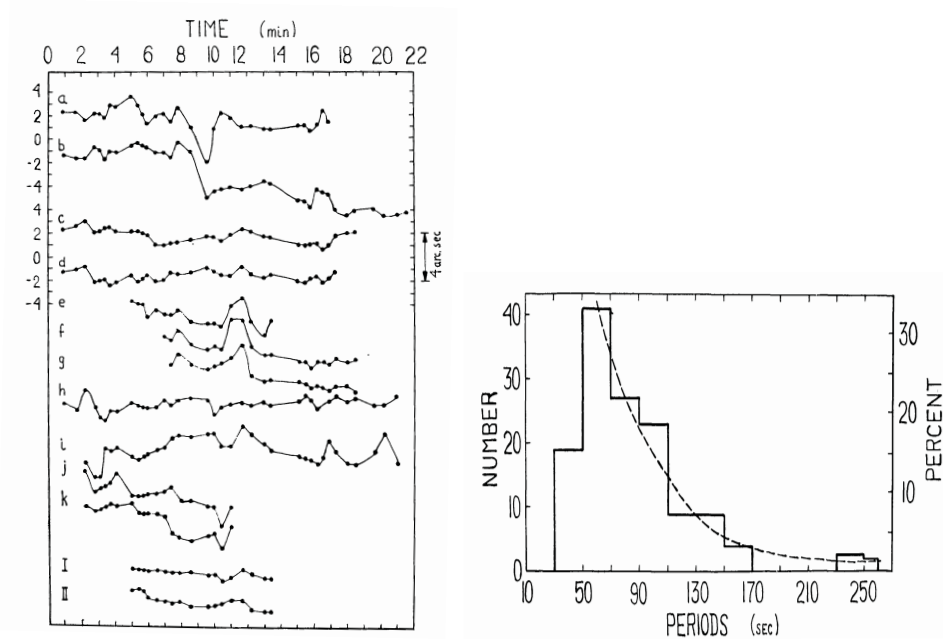 TIME (min)
0 2 4 6 8 10 12 14 16 18 20 22
4
a
2
0
b
-2
-4
4
c
2
0
d
-2
-4
4 arc. sec
e
f
g
h
i
j
k
I
II
40
30
20
10
0
NUMBER
30
20
10
PERCENT
10 50 90 130 170 210 250
PERIODS (SEC)